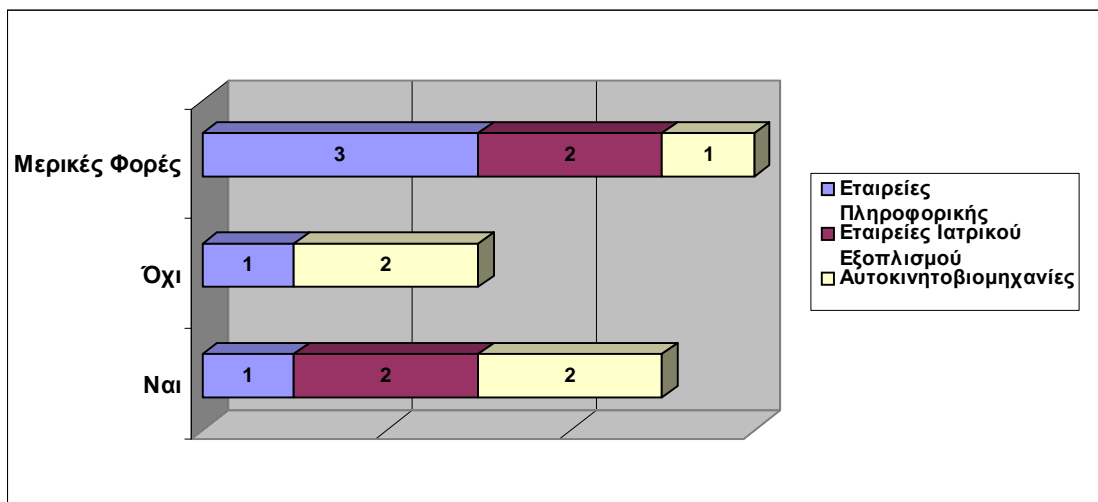 Μερικές Φορές
3 2 1
Όχι
1 2
Ναι
1 2 2
Εταιρείες
Πληροφορικής
Εταιρείες Ιατρικού
Εξοπλισμού
Αυτοκινητοβιομηχανίες